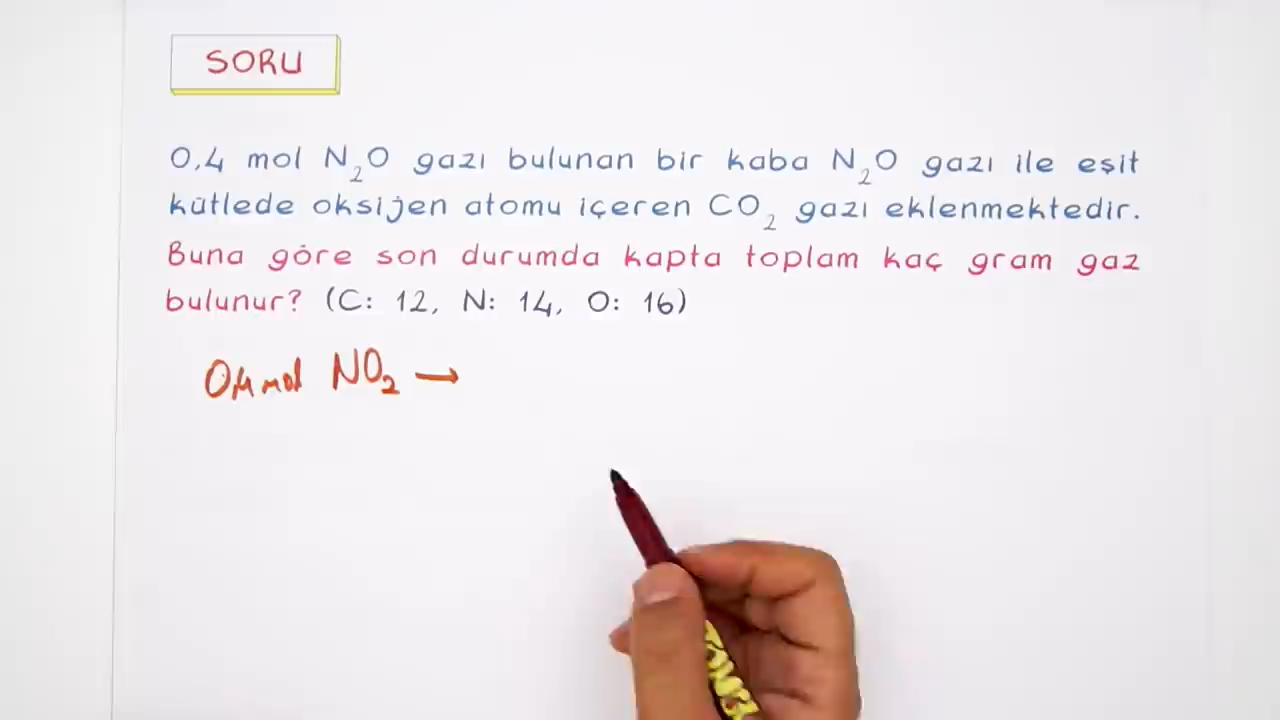 SORU
0,4 mol N₂O gazı bulunan bir kaba N₂O gazı ile eşit
kütlede oksijen atomu içeren CO₂ gazı eklenmektedir.
Buna göre son durumda kapta toplam kaç gram gaz
bulunur? (C: 12, N: 14, O: 16)
0,4 mol NO₂ →